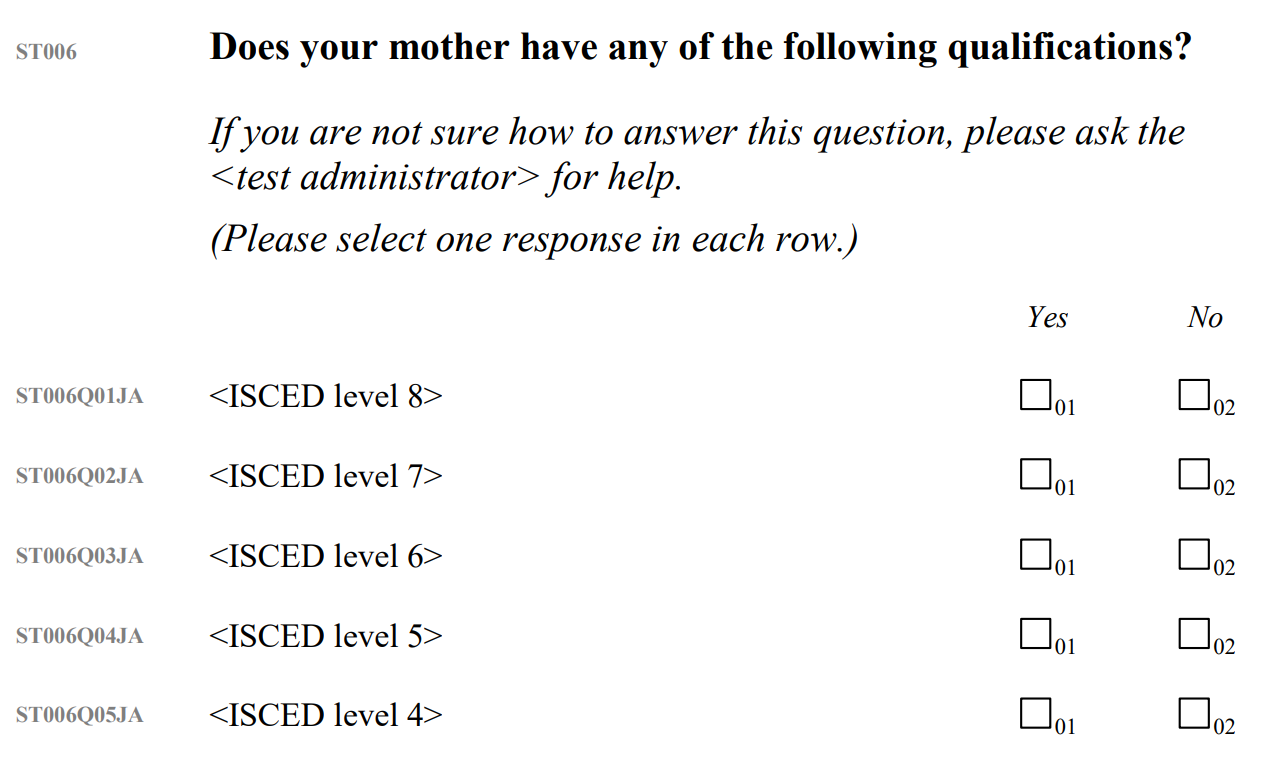 ST006 Does your mother have any of the following qualifications?
If you are not sure how to answer this question, please ask the
<test administrator> for help.
(Please select one response in each row.)
Yes No
ST006Q01JA <ISCED level 8> 01 02
ST006Q02JA <ISCED level 7> 01 02
ST006Q03JA <ISCED level 6> 01 02
ST006Q04JA <ISCED level 5> 01 02
ST006Q05JA <ISCED level 4> 01 02